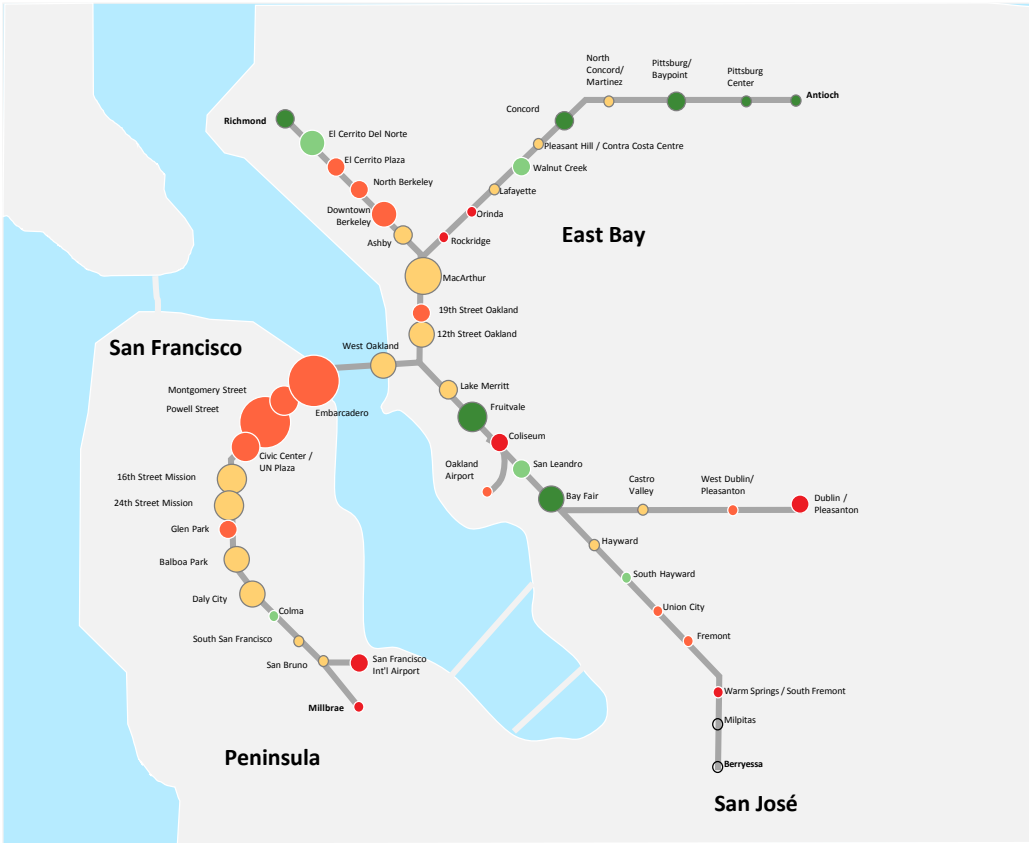 North
Concord/
Martinez
Pittsburg/
Baypoint
Pittsburg
Center
Antioch
Concord
Richmond
El Cerrito Del Norte
Pleasant Hill / Contra Costa Centre
El Cerrito Plaza
Walnut Creek
North Berkeley
Lafayette
Downtown
Berkeley
Orinda
East Bay
Ashby
Rockridge
MacArthur
19th Street Oakland
12th Street Oakland
San Francisco
West Oakland
Montgomery Street
Powell Street
Embarcadero
Lake Merritt
Fruitvale
Coliseum
Civic Center /
UN Plaza
Oakland
Airport
San Leandro
16th Street Mission
24th Street Mission
Bay Fair
Castro
Valley
West Dublin/
Pleasanton
Dublin /
Pleasanton
Glen Park
Hayward
Balboa Park
South Hayward
Daly City
Colma
Union City
South San Francisco
Fremont
San Bruno
San Francisco
Int'l Airport
Warm Springs / South Fremont
Millbrae
Milpitas
Peninsula
Berryessa
San José